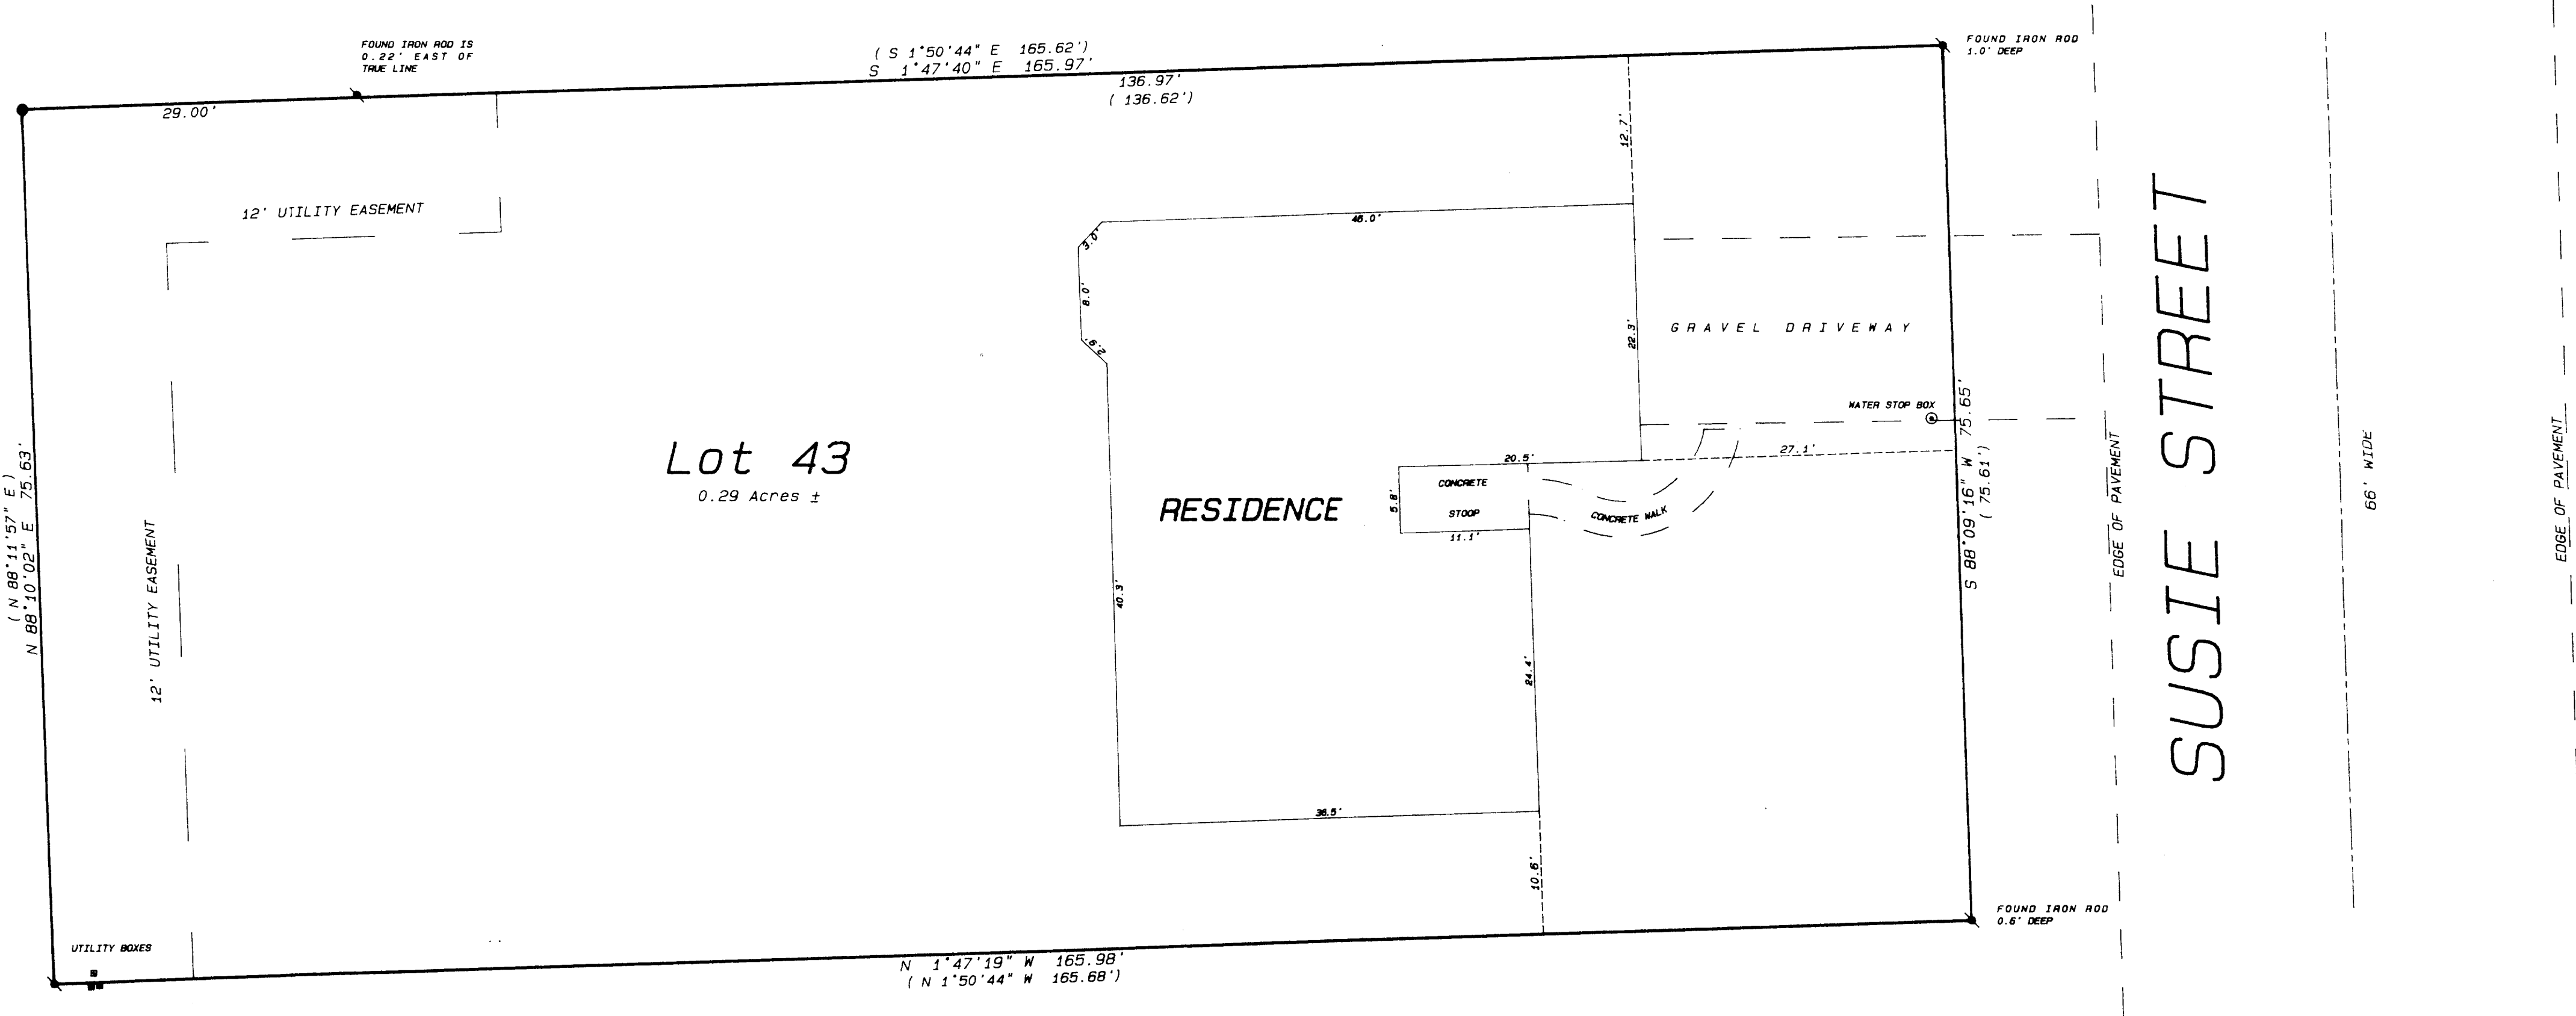 FOUND IRON ROD IS
0.22' EAST OF
TRUE LINE
( S 1°50'44" E 165.62')
S 1°47'40" E 165.97'
136.97'
( 136.62')
FOUND IRON ROD
1.0' DEEP
29.00'
12' UTILITY EASEMENT
12.7'
46.0'
3.0'
8.0'
2.9'
22.3'
GRAVEL DRIVEWAY
WATER STOP BOX
27.1'
20.5'
CONCRETE
STOOP
5.8'
11.1'
CONCRETE WALK
Lot 43
0.29 Acres ±
RESIDENCE
40.3'
24.4'
36.5'
10.6'
( N 88°11'57" E )
N 88°10'02" E 75.63'
12' UTILITY EASEMENT
UTILITY BOXES
N 1°47'19" W 165.98'
( N 1°50'44" W 165.68')
S 88°09'16" W 75.65'
( 75.61')
FOUND IRON ROD
0.6' DEEP
EDGE OF PAVEMENT
SUSIE STREET
66' WIDE
EDGE OF PAVEMENT